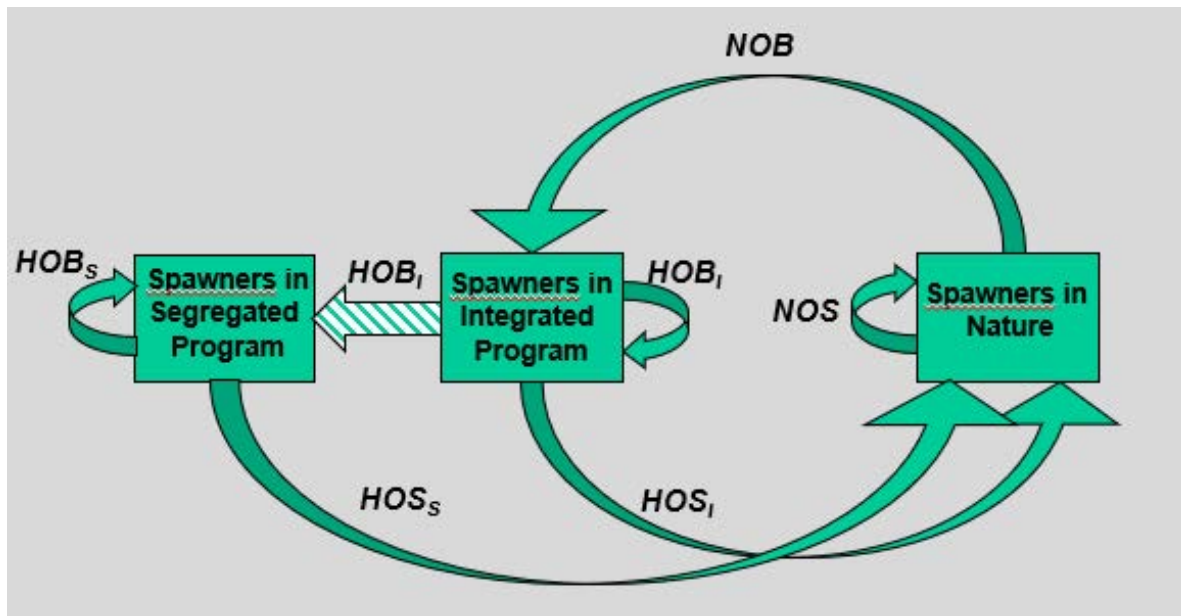 NOB
HOBS
Spawners in
Segregated
Program
HOBI
Spawners in
Integrated
Program
HOBI
NOS
Spawners in
Nature
HOSS
HOSI